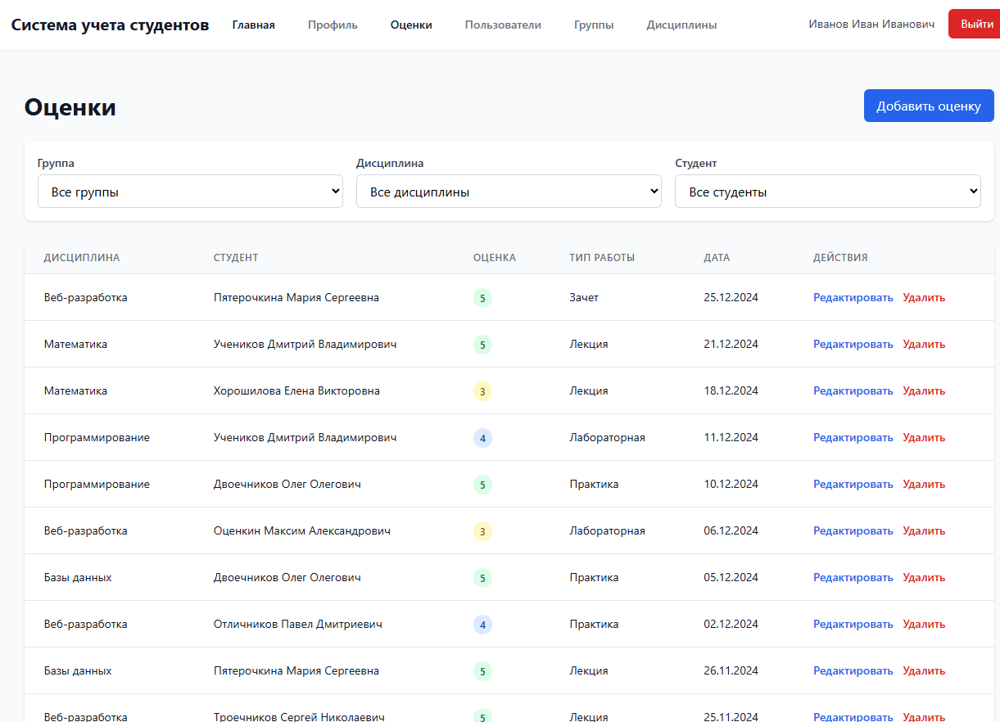 Система учета студентов Главная Профиль Оценки Пользователи Группы Дисциплины Иванов Иван Иванович Выйти
Оценки Добавить оценку
Группа Дисциплина Студент
Все группы Все дисциплины Все студенты
ДИСЦИПЛИНА СТУДЕНТ ОЦЕНКА ТИП РАБОТЫ ДАТА ДЕЙСТВИЯ
Веб-разработка Пятерочкина Мария Сергеевна 5 Зачет 25.12.2024 Редактировать Удалить
Математика Учеников Дмитрий Владимирович 5 Лекция 21.12.2024 Редактировать Удалить
Математика Хорошилова Елена Викторовна 3 Лекция 18.12.2024 Редактировать Удалить
Программирование Учеников Дмитрий Владимирович 4 Лабораторная 11.12.2024 Редактировать Удалить
Программирование Двоечников Олег Олегович 5 Практика 10.12.2024 Редактировать Удалить
Веб-разработка Оценкин Максим Александрович 3 Лабораторная 06.12.2024 Редактировать Удалить
Базы данных Двоечников Олег Олегович 5 Практика 05.12.2024 Редактировать Удалить
Веб-разработка Отличников Павел Дмитриевич 4 Практика 02.12.2024 Редактировать Удалить
Базы данных Пятерочкина Мария Сергеевна 5 Лекция 26.11.2024 Редактировать Удалить
Веб-разработка Троечников Сергей Николаевич 5 Лекция 25.11.2024 Редактировать Удалить